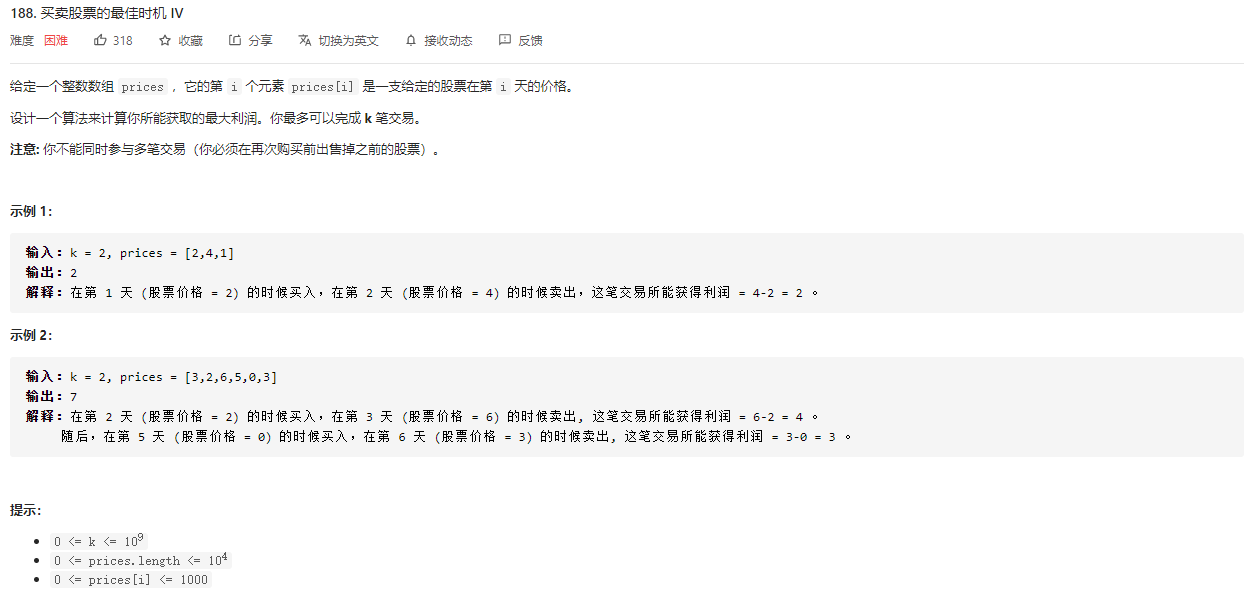 188. 买卖股票的最佳时机 IV
难度 困难 318 收藏 分享 切换为英文 接收动态 反馈
给定一个整数数组 prices ，它的第 i 个元素 prices[i] 是一支给定的股票在第 i 天的价格。
设计一个算法来计算你所能获取的最大利润。你最多可以完成 k 笔交易。
注意: 你不能同时参与多笔交易（你必须在再次购买前出售掉之前的股票）。
示例 1:
输入: k = 2, prices = [2,4,1]
输出: 2
解释: 在第 1 天 (股票价格 = 2) 的时候买入，在第 2 天 (股票价格 = 4) 的时候卖出，这笔交易所能获得利润 = 4-2 = 2 。
示例 2:
输入: k = 2, prices = [3,2,6,5,0,3]
输出: 7
解释: 在第 2 天 (股票价格 = 2) 的时候买入，在第 3 天 (股票价格 = 6) 的时候卖出, 这笔交易所能获得利润 = 6-2 = 4 。
随后，在第 5 天 (股票价格 = 0) 的时候买入，在第 6 天 (股票价格 = 3) 的时候卖出, 这笔交易所能获得利润 = 3-0 = 3 。
提示:
• 0 <= k <= 10⁹
• 0 <= prices.length <= 10⁴
• 0 <= prices[i] <= 1000